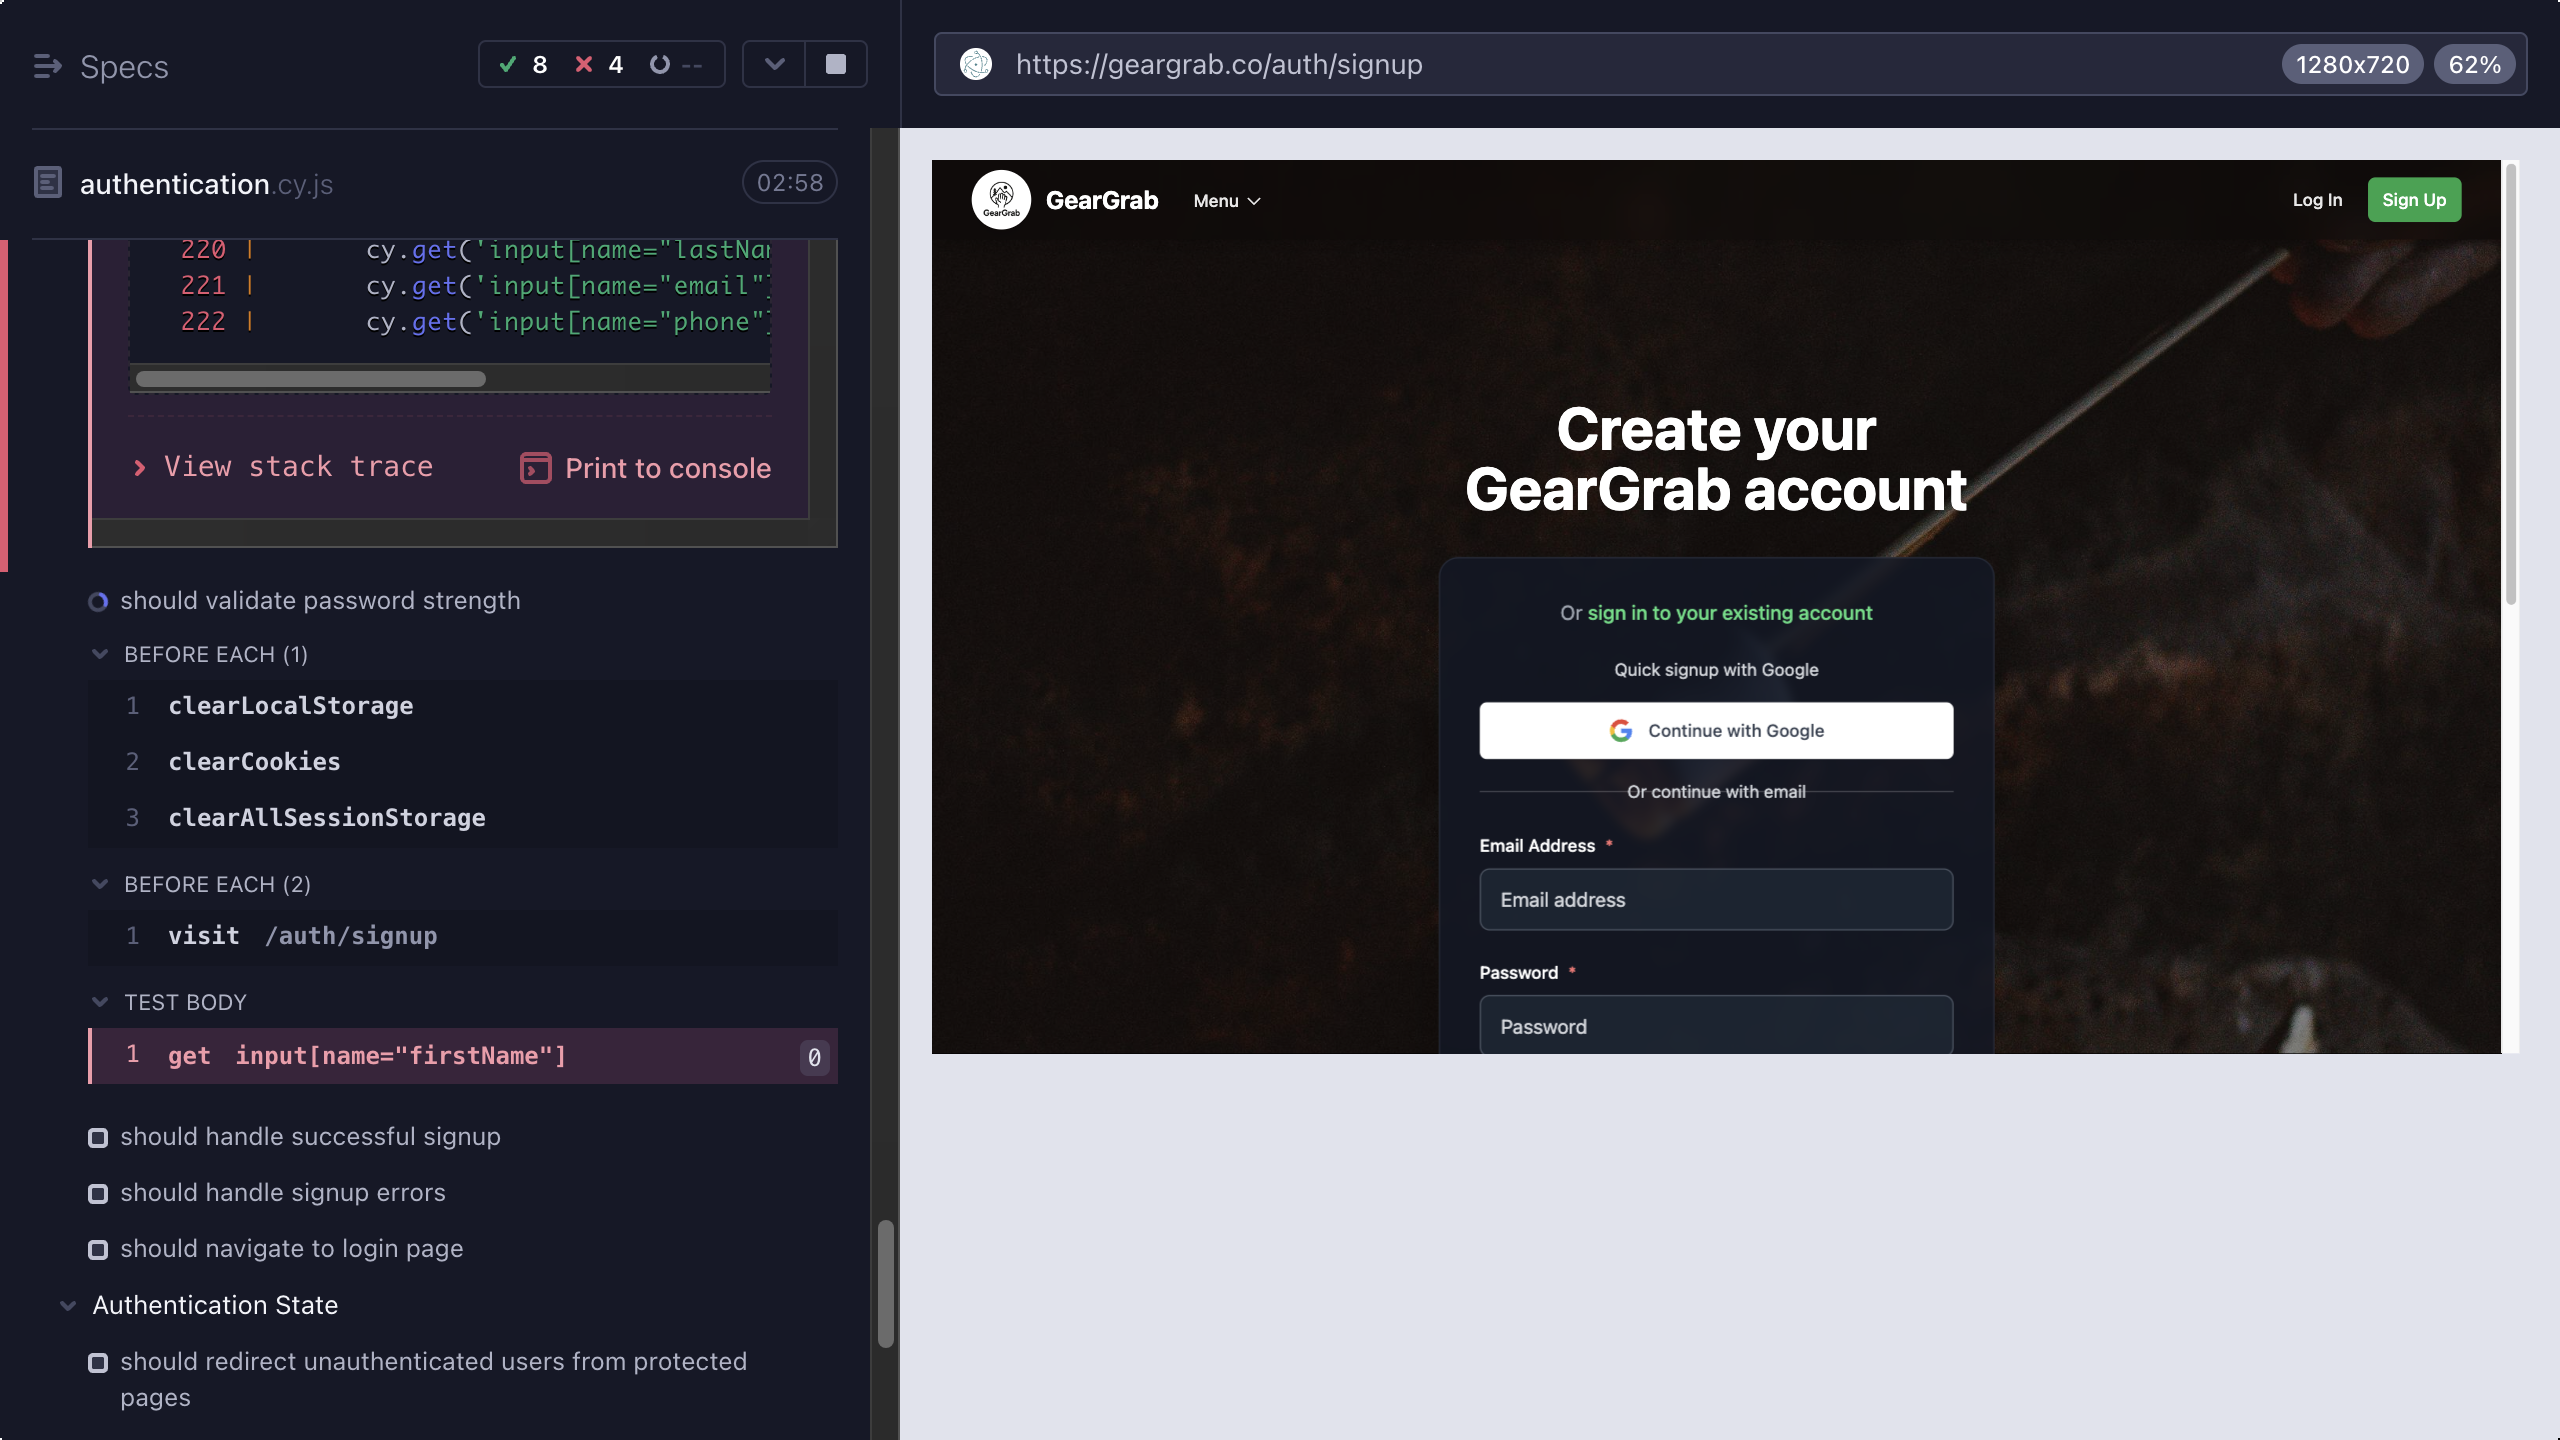 Specs
8
4
--
authentication.cy.js
02:58
220 | cy.get('input[name="lastNa
221 | cy.get('input[name="email"]
222 | cy.get('input[name="phone"]
View stack trace
Print to console
should validate password strength
BEFORE EACH (1)
1 clearLocalStorage
2 clearCookies
3 clearAllSessionStorage
BEFORE EACH (2)
1 visit /auth/signup
TEST BODY
1 get input[name="firstName"] 0
should handle successful signup
should handle signup errors
should navigate to login page
Authentication State
should redirect unauthenticated users from protected
pages
https://geargrab.co/auth/signup
1280x720
62%
GearGrab
GearGrab
Menu
Log In
Sign Up
Create your
GearGrab account
Or sign in to your existing account
Quick signup with Google
Continue with Google
Or continue with email
Email Address *
Email address
Password *
Password